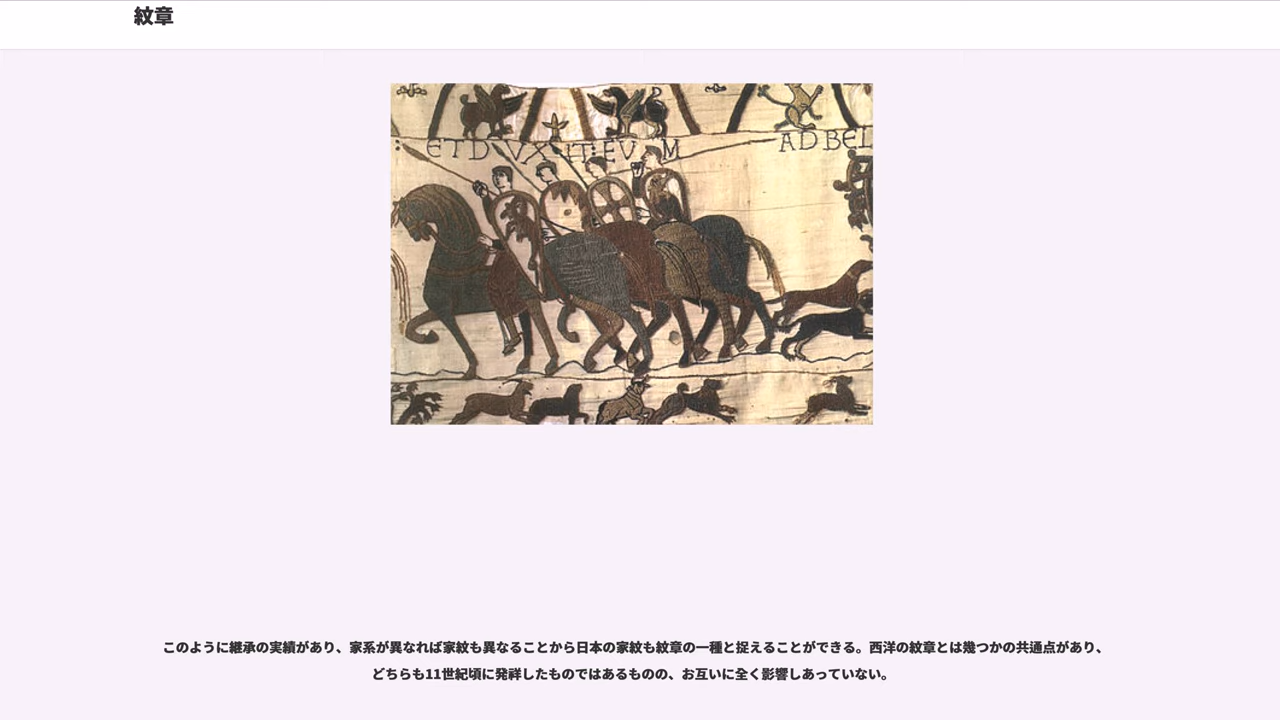 紋章
ET DVX IT: EV M AD BEL
このように継承の実績があり、家系が異なれば家紋も異なることから日本の家紋も紋章の一種と捉えることができる。西洋の紋章とは幾つかの共通点があり、
どちらも11世紀頃に発祥したものではあるものの、お互いに全く影響しあっていない。